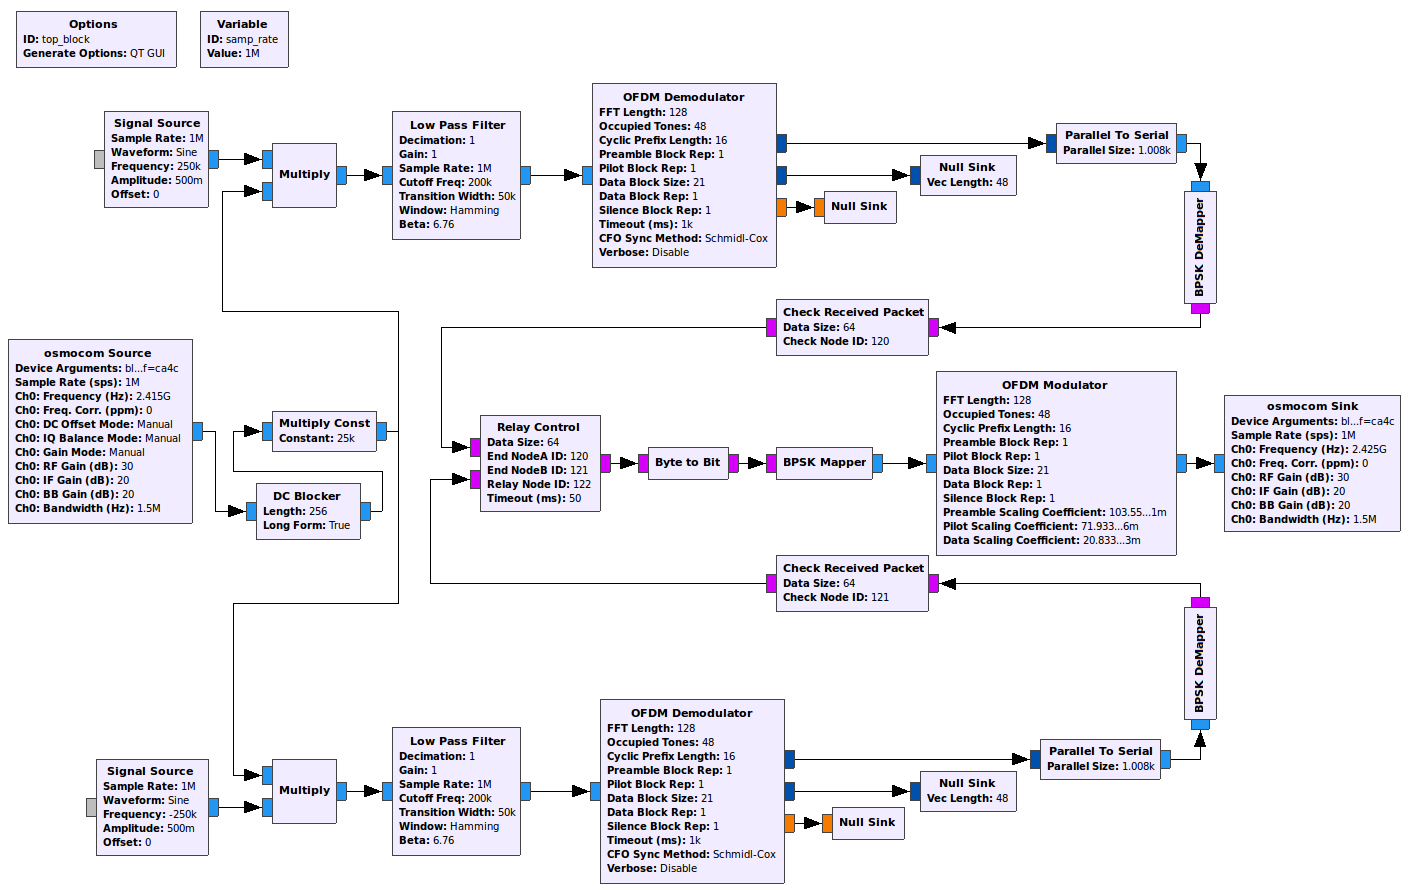 Options
ID: top_block
Generate Options: QT GUI
Variable
ID: samp_rate
Value: 1M
Signal Source
Sample Rate: 1M
Waveform: Sine
Frequency: 250k
Amplitude: 500m
Offset: 0
Multiply
Low Pass Filter
Decimation: 1
Gain: 1
Sample Rate: 1M
Cutoff Freq: 200k
Transition Width: 50k
Window: Hamming
Beta: 6.76
OFDM Demodulator
FFT Length: 128
Occupied Tones: 48
Cyclic Prefix Length: 16
Preamble Block Rep: 1
Pilot Block Rep: 1
Data Block Size: 21
Data Block Rep: 1
Silence Block Rep: 1
Timeout (ms): 1k
CFO Sync Method: Schmidl-Cox
Verbose: Disable
Null Sink
Vec Length: 48
Null Sink
Parallel To Serial
Parallel Size: 1.008k
BPSK DeMapper
Check Received Packet
Data Size: 64
Check Node ID: 120
osmocom Source
Device Arguments: bl...f=ca4c
Sample Rate (sps): 1M
Ch0: Frequency (Hz): 2.415G
Ch0: Freq. Corr. (ppm): 0
Ch0: DC Offset Mode: Manual
Ch0: IQ Balance Mode: Manual
Ch0: Gain Mode: Manual
Ch0: RF Gain (dB): 30
Ch0: IF Gain (dB): 20
Ch0: BB Gain (dB): 20
Ch0: Bandwidth (Hz): 1.5M
Multiply Const
Constant: 25k
DC Blocker
Length: 256
Long Form: True
Relay Control
Data Size: 64
End NodeA ID: 120
End NodeB ID: 121
Relay Node ID: 122
Timeout (ms): 50
Byte to Bit
BPSK Mapper
OFDM Modulator
FFT Length: 128
Occupied Tones: 48
Cyclic Prefix Length: 16
Preamble Block Rep: 1
Pilot Block Rep: 1
Data Block Size: 21
Data Block Rep: 1
Silence Block Rep: 1
Preamble Scaling Coefficient: 103.55...1m
Pilot Scaling Coefficient: 71.933...6m
Data Scaling Coefficient: 20.833...3m
osmocom Sink
Device Arguments: bl...f=ca4c
Sample Rate (sps): 1M
Ch0: Frequency (Hz): 2.425G
Ch0: Freq. Corr. (ppm): 0
Ch0: RF Gain (dB): 30
Ch0: IF Gain (dB): 20
Ch0: BB Gain (dB): 20
Ch0: Bandwidth (Hz): 1.5M
Check Received Packet
Data Size: 64
Check Node ID: 121
BPSK DeMapper
Signal Source
Sample Rate: 1M
Waveform: Sine
Frequency: -250k
Amplitude: 500m
Offset: 0
Multiply
Low Pass Filter
Decimation: 1
Gain: 1
Sample Rate: 1M
Cutoff Freq: 200k
Transition Width: 50k
Window: Hamming
Beta: 6.76
OFDM Demodulator
FFT Length: 128
Occupied Tones: 48
Cyclic Prefix Length: 16
Preamble Block Rep: 1
Pilot Block Rep: 1
Data Block Size: 21
Data Block Rep: 1
Silence Block Rep: 1
Timeout (ms): 1k
CFO Sync Method: Schmidl-Cox
Verbose: Disable
Parallel To Serial
Parallel Size: 1.008k
Null Sink
Vec Length: 48
Null Sink